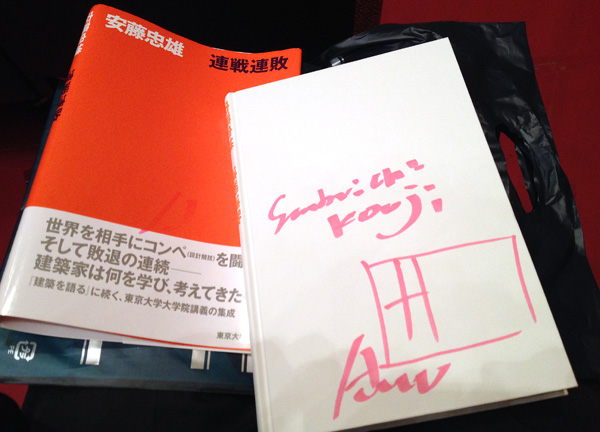 安藤忠雄
連戦連敗
世界を相手にコンペ(設計競技)を闘
そして敗退の連続――
建築家は何を学び、考えてきた
「建築を語る」に続く、東京大学大学院講義の集成
東京大
Kouji